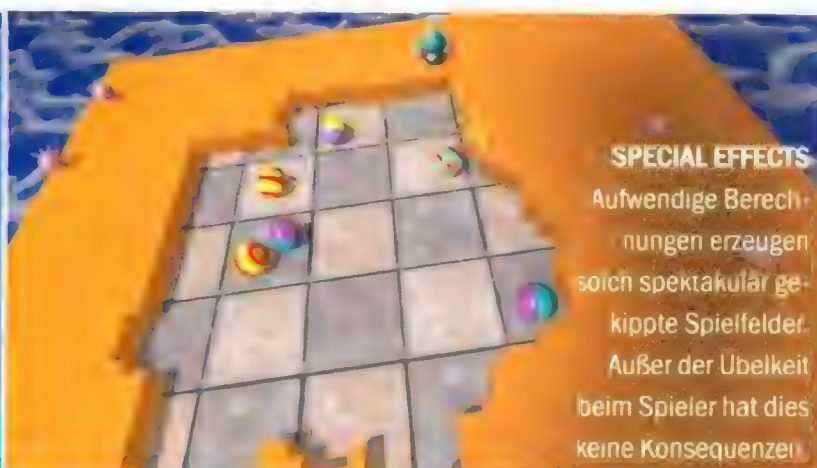 SPECIAL EFFECTS
Aufwendige Berech-
nungen erzeugen
solch spektakulär ge-
kippte Spielfelder.
Außer der Übelkeit
beim Spieler hat dies
keine Konsequenzen.